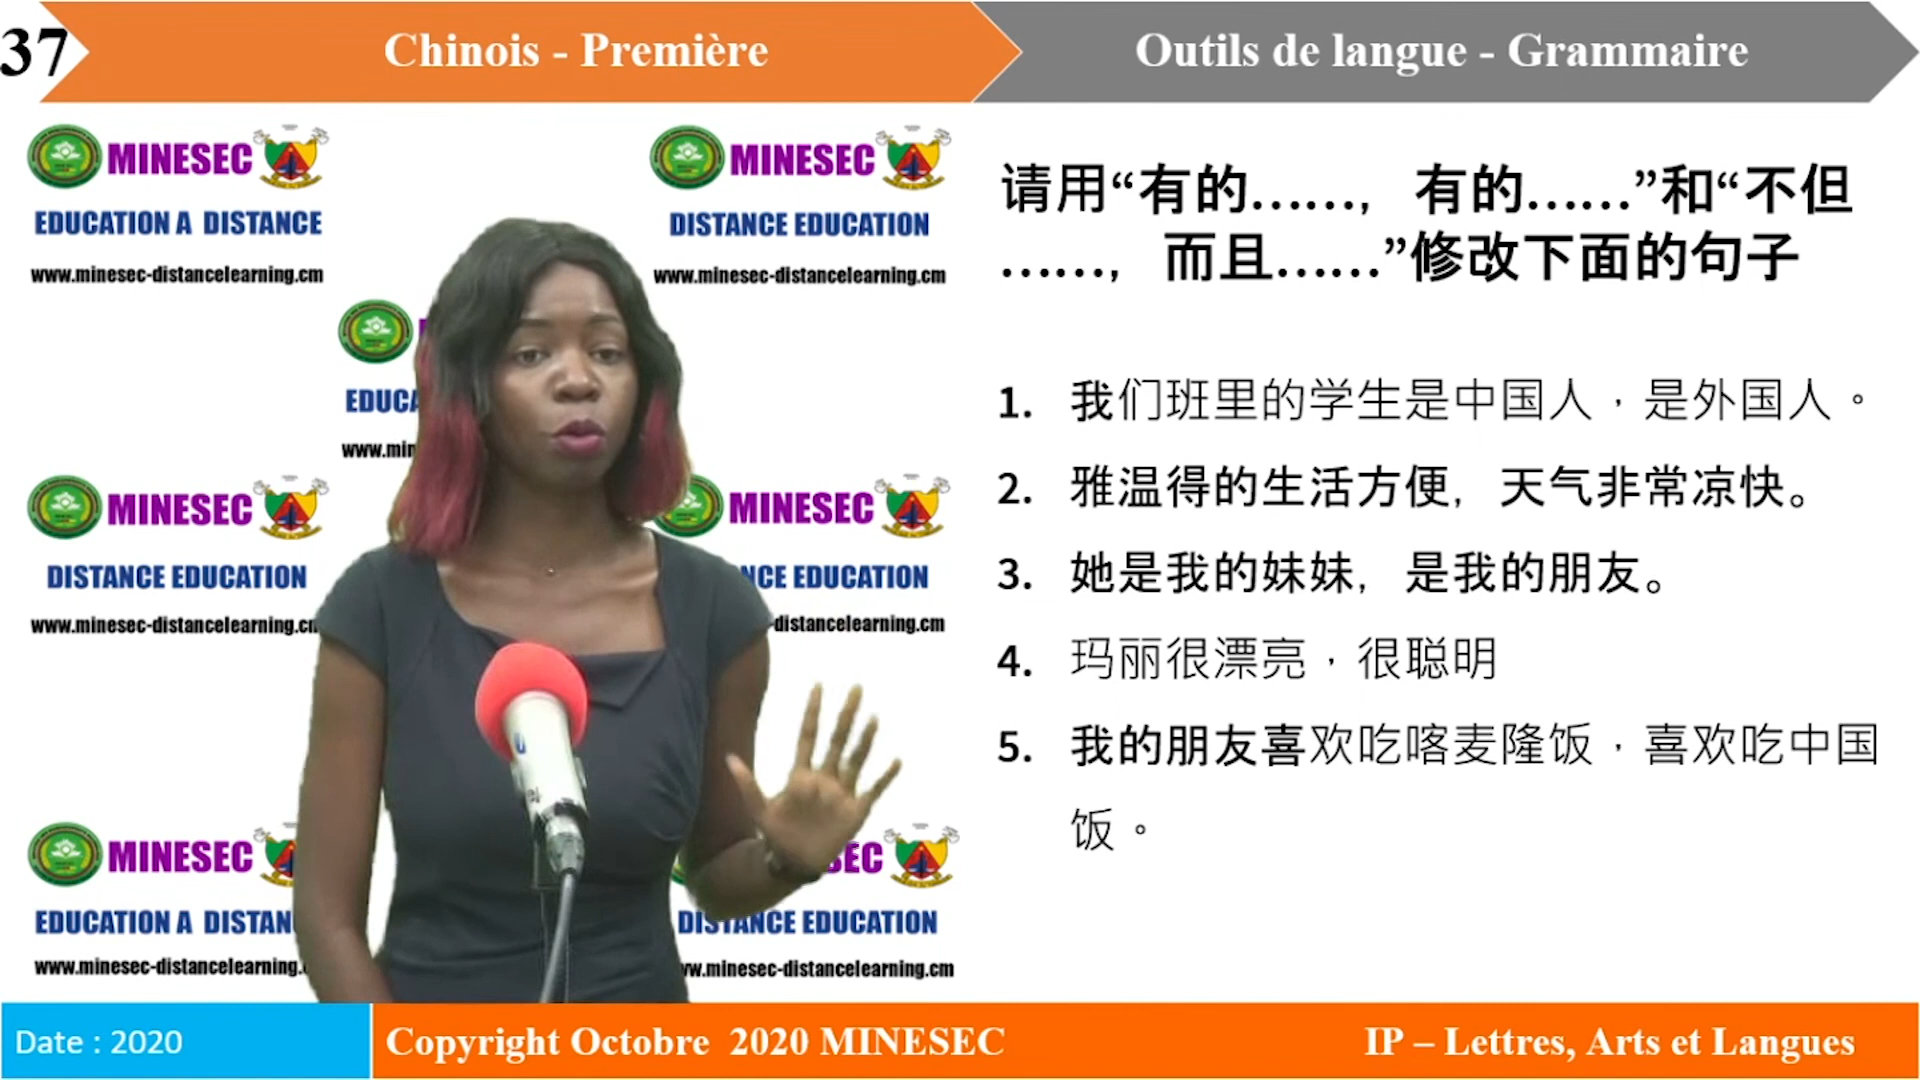 37
Chinois - Première
Outils de langue - Grammaire
MINESEC
EDUCATION A DISTANCE
www.minesec-distancelearning.cm
MINESEC
DISTANCE EDUCATION
www.minesec-distancelearning.cm
MINESEC
DISTANCE EDUCATION
MINESEC
EDUCATION
MINESEC
EDUCATION A
MINESEC
DISTANCE EDUCATION
请用“有的……,  有的……”和“不但
……,  而且……”修改下面的句子
1. 我们班里的学生是中国人，是外国人。
2. 雅温得的生活方便,  天气非常凉快。
3. 她是我的妹妹,  是我的朋友。
4. 玛丽很漂亮，很聪明
5. 我的朋友喜欢吃喀麦隆饭，喜欢吃中国
饭。
Date : 2020
Copyright Octobre  2020 MINESEC
IP – Lettres, Arts et Langues